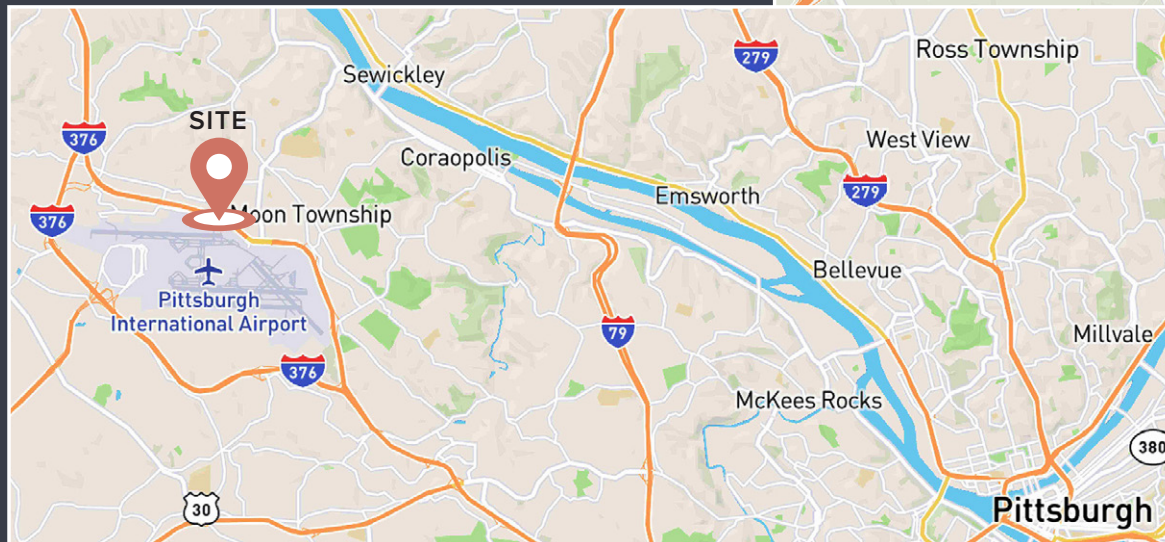 279
Ross Township
Sewickley
376
SITE
West View
Coraopolis
279
Emsworth
376
Moon Township
Bellevue
Pittsburgh
International Airport
79
Millvale
376
McKees Rocks
380
30
Pittsburgh